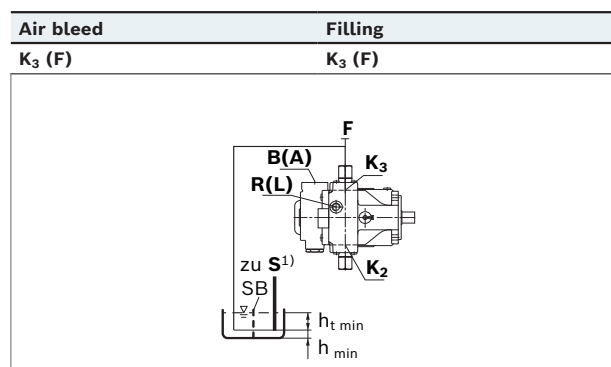 Air bleed Filling
K₃ (F) K₃ (F)
F
B(A) K₃
R(L)
K₂
zu S¹⁾
SB
hₜ ₘᵢₙ
h ₘᵢₙ